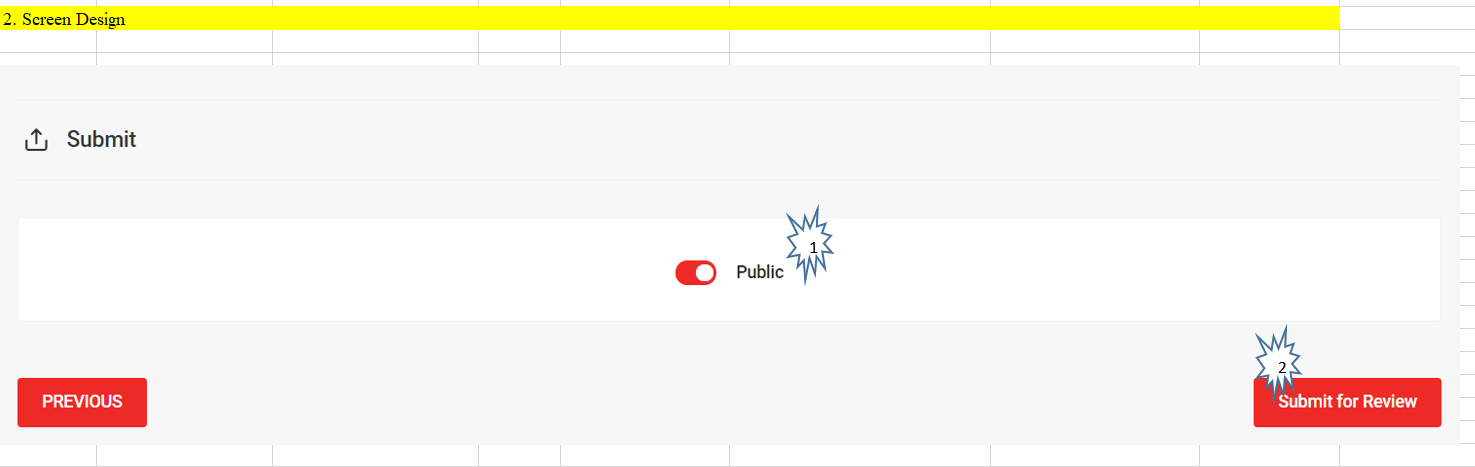 2. Screen Design
Submit
1
Public
2
PREVIOUS
Submit for Review